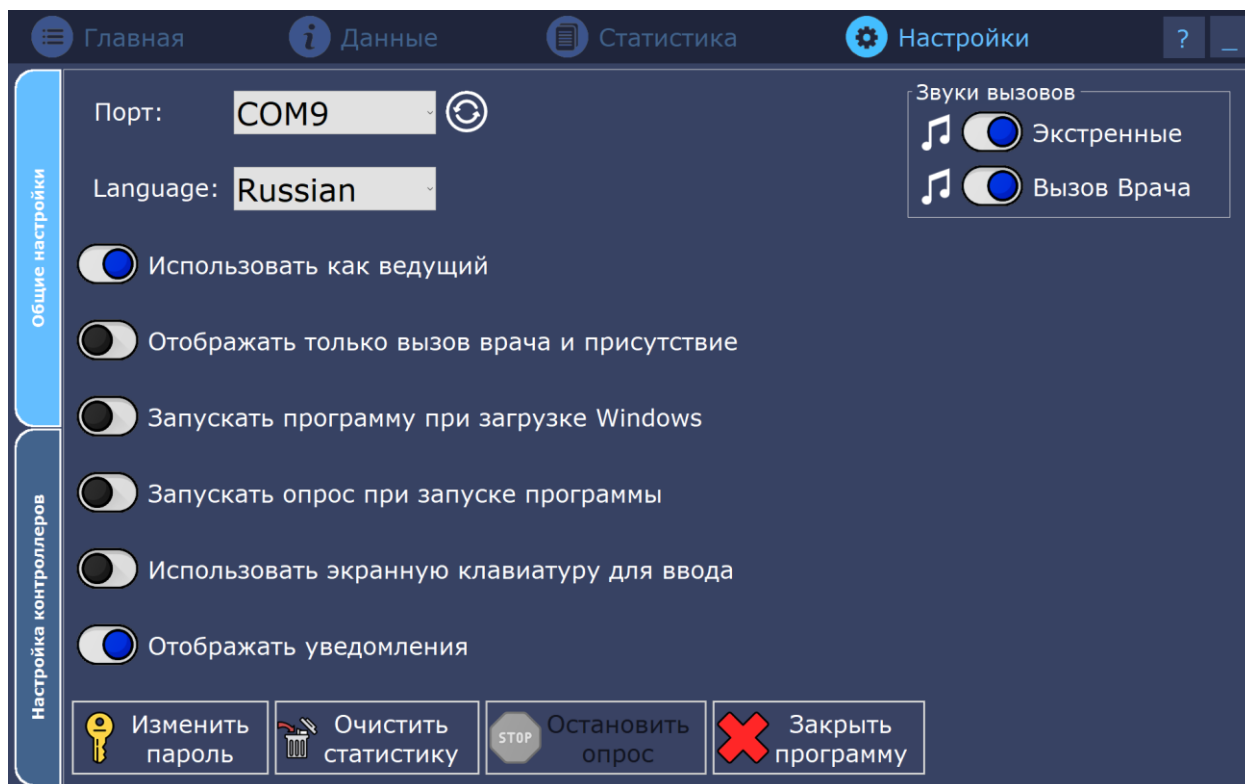 Главная
Данные
Статистика
Настройки
?
_
Общие настройки
Настройка контроллеров
Порт:
COM9
Language:
Russian
Звуки вызовов
Экстренные
Вызов Врача
Использовать как ведущий
Отображать только вызов врача и присутствие
Запускать программу при загрузке Windows
Запускать опрос при запуске программы
Использовать экранную клавиатуру для ввода
Отображать уведомления
Изменить
пароль
Очистить
статистику
STOP
Остановить
опрос
Закрыть
программу